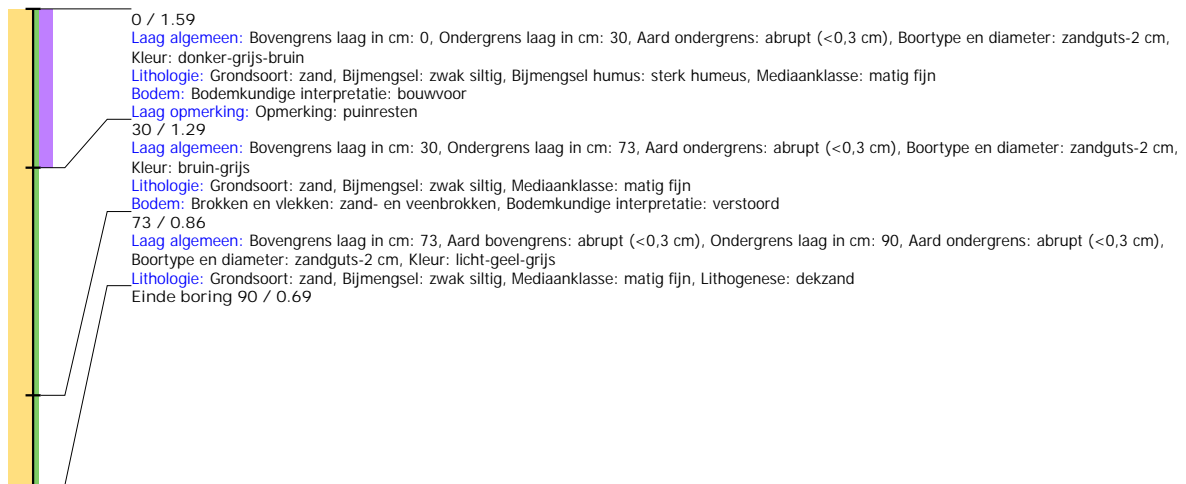 0 / 1.59
Laag algemeen: Bovengrens laag in cm: 0, Ondergrens laag in cm: 30, Aard ondergrens: abrupt (<0,3 cm), Boortype en diameter: zandguts-2 cm,
Kleur: donker-grijs-bruin
Lithologie: Grondsoort: zand, Bijmengsel: zwak siltig, Bijmengsel humus: sterk humeus, Mediaanklasse: matig fijn
Bodem: Bodemkundige interpretatie: bouwvoor
Laag opmerking: Opmerking: puinresten
30 / 1.29
Laag algemeen: Bovengrens laag in cm: 30, Ondergrens laag in cm: 73, Aard ondergrens: abrupt (<0,3 cm), Boortype en diameter: zandguts-2 cm,
Kleur: bruin-grijs
Lithologie: Grondsoort: zand, Bijmengsel: zwak siltig, Mediaanklasse: matig fijn
Bodem: Brokken en vlekken: zand- en veenbrokken, Bodemkundige interpretatie: verstoord
73 / 0.86
Laag algemeen: Bovengrens laag in cm: 73, Aard bovengrens: abrupt (<0,3 cm), Ondergrens laag in cm: 90, Aard ondergrens: abrupt (<0,3 cm),
Boortype en diameter: zandguts-2 cm, Kleur: licht-geel-grijs
Lithologie: Grondsoort: zand, Bijmengsel: zwak siltig, Mediaanklasse: matig fijn, Lithogenese: dekzand
Einde boring 90 / 0.69